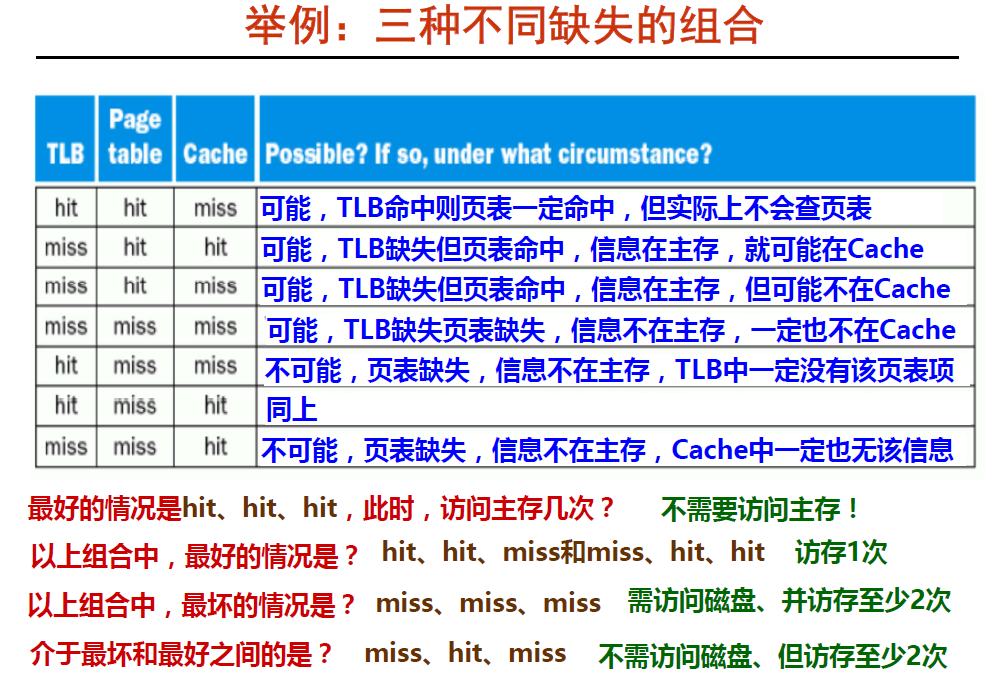 举例：三种不同缺失的组合
TLB Page table Cache Possible? If so, under what circumstance?
hit hit miss 可能，TLB命中则页表一定命中，但实际上不会查页表
miss hit hit 可能，TLB缺失但页表命中，信息在主存，就可能在Cache
miss hit miss 可能，TLB缺失但页表命中，信息在主存，但可能不在Cache
miss miss miss 可能，TLB缺失页表缺失，信息不在主存，一定也不在Cache
hit miss miss 不可能，页表缺失，信息不在主存，TLB中一定没有该页表项
hit miss hit 同上
miss miss hit 不可能，页表缺失，信息不在主存，Cache中一定也无该信息
最好的情况是hit、hit、hit，此时，访问主存几次？ 不需要访问主存！
以上组合中，最好的情况是？ hit、hit、miss和miss、hit、hit 访存1次
以上组合中，最坏的情况是？ miss、miss、miss 需访问磁盘、并访存至少2次
介于最坏和最好之间的是？ miss、hit、miss 不需访问磁盘、但访存至少2次